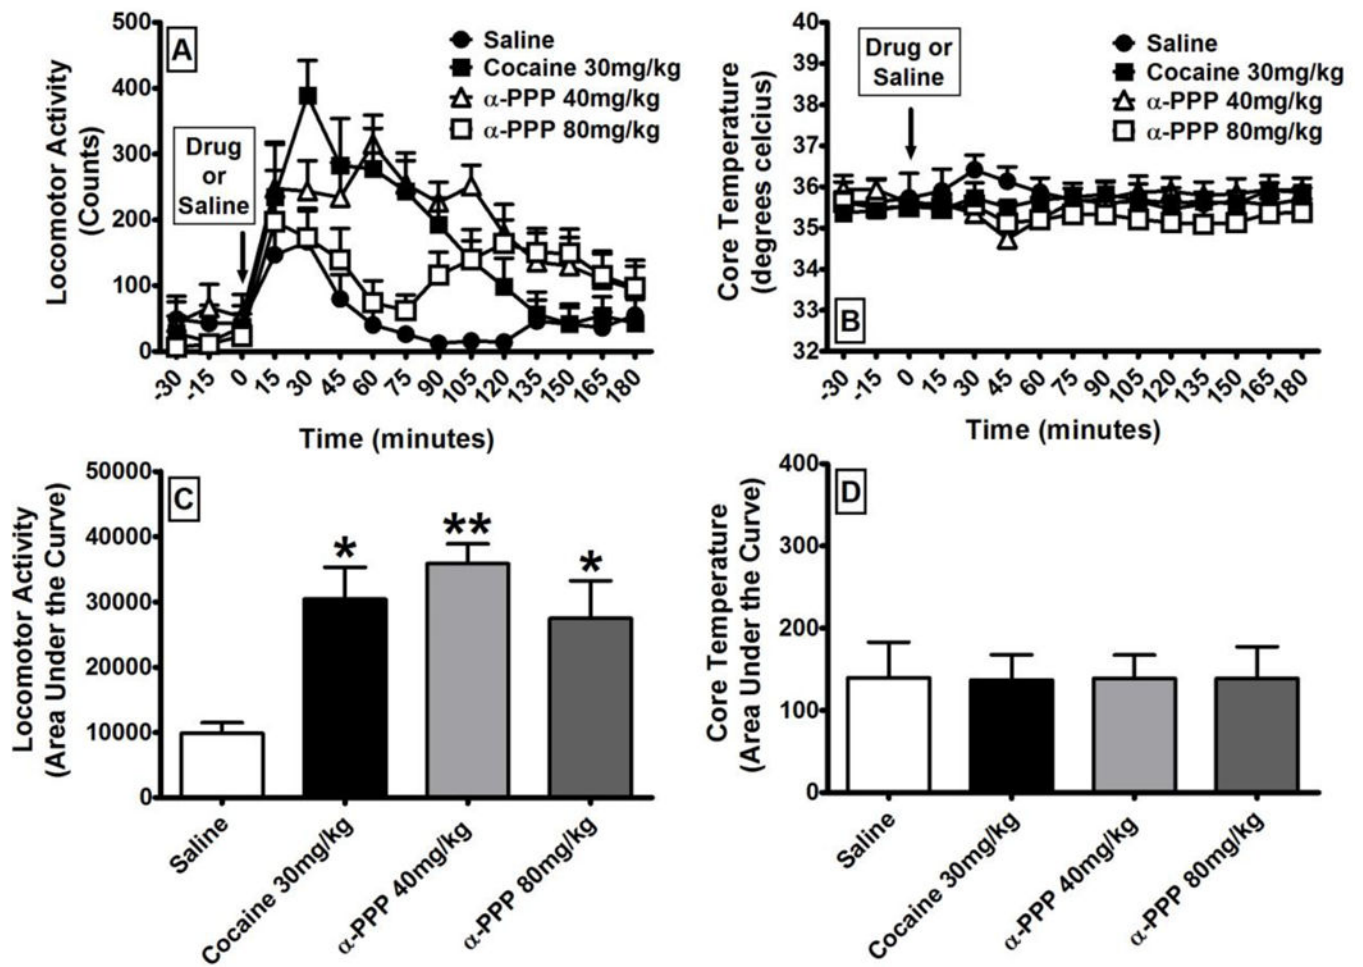 A
500
400
300
200
100
0
Locomotor Activity
(Counts)
Saline
Cocaine 30mg/kg
α-PPP 40mg/kg
α-PPP 80mg/kg
Drug
or
Saline
-30 -15 0 15 30 45 60 75 90 105 120 135 150 165 180
Time (minutes)
B
40
39
38
37
36
35
34
33
32
Core Temperature
(degrees celcius)
Drug or
Saline
Saline
Cocaine 30mg/kg
α-PPP 40mg/kg
α-PPP 80mg/kg
-30 -15 0 15 30 45 60 75 90 105 120 135 150 165 180
Time (minutes)
C
50000
40000
30000
20000
10000
0
Locomotor Activity
(Area Under the Curve)
* ** *
Saline
Cocaine 30mg/kg
α-PPP 40mg/kg
α-PPP 80mg/kg
D
400
300
200
100
0
Core Temperature
(Area Under the Curve)
Saline
Cocaine 30mg/kg
α-PPP 40mg/kg
α-PPP 80mg/kg